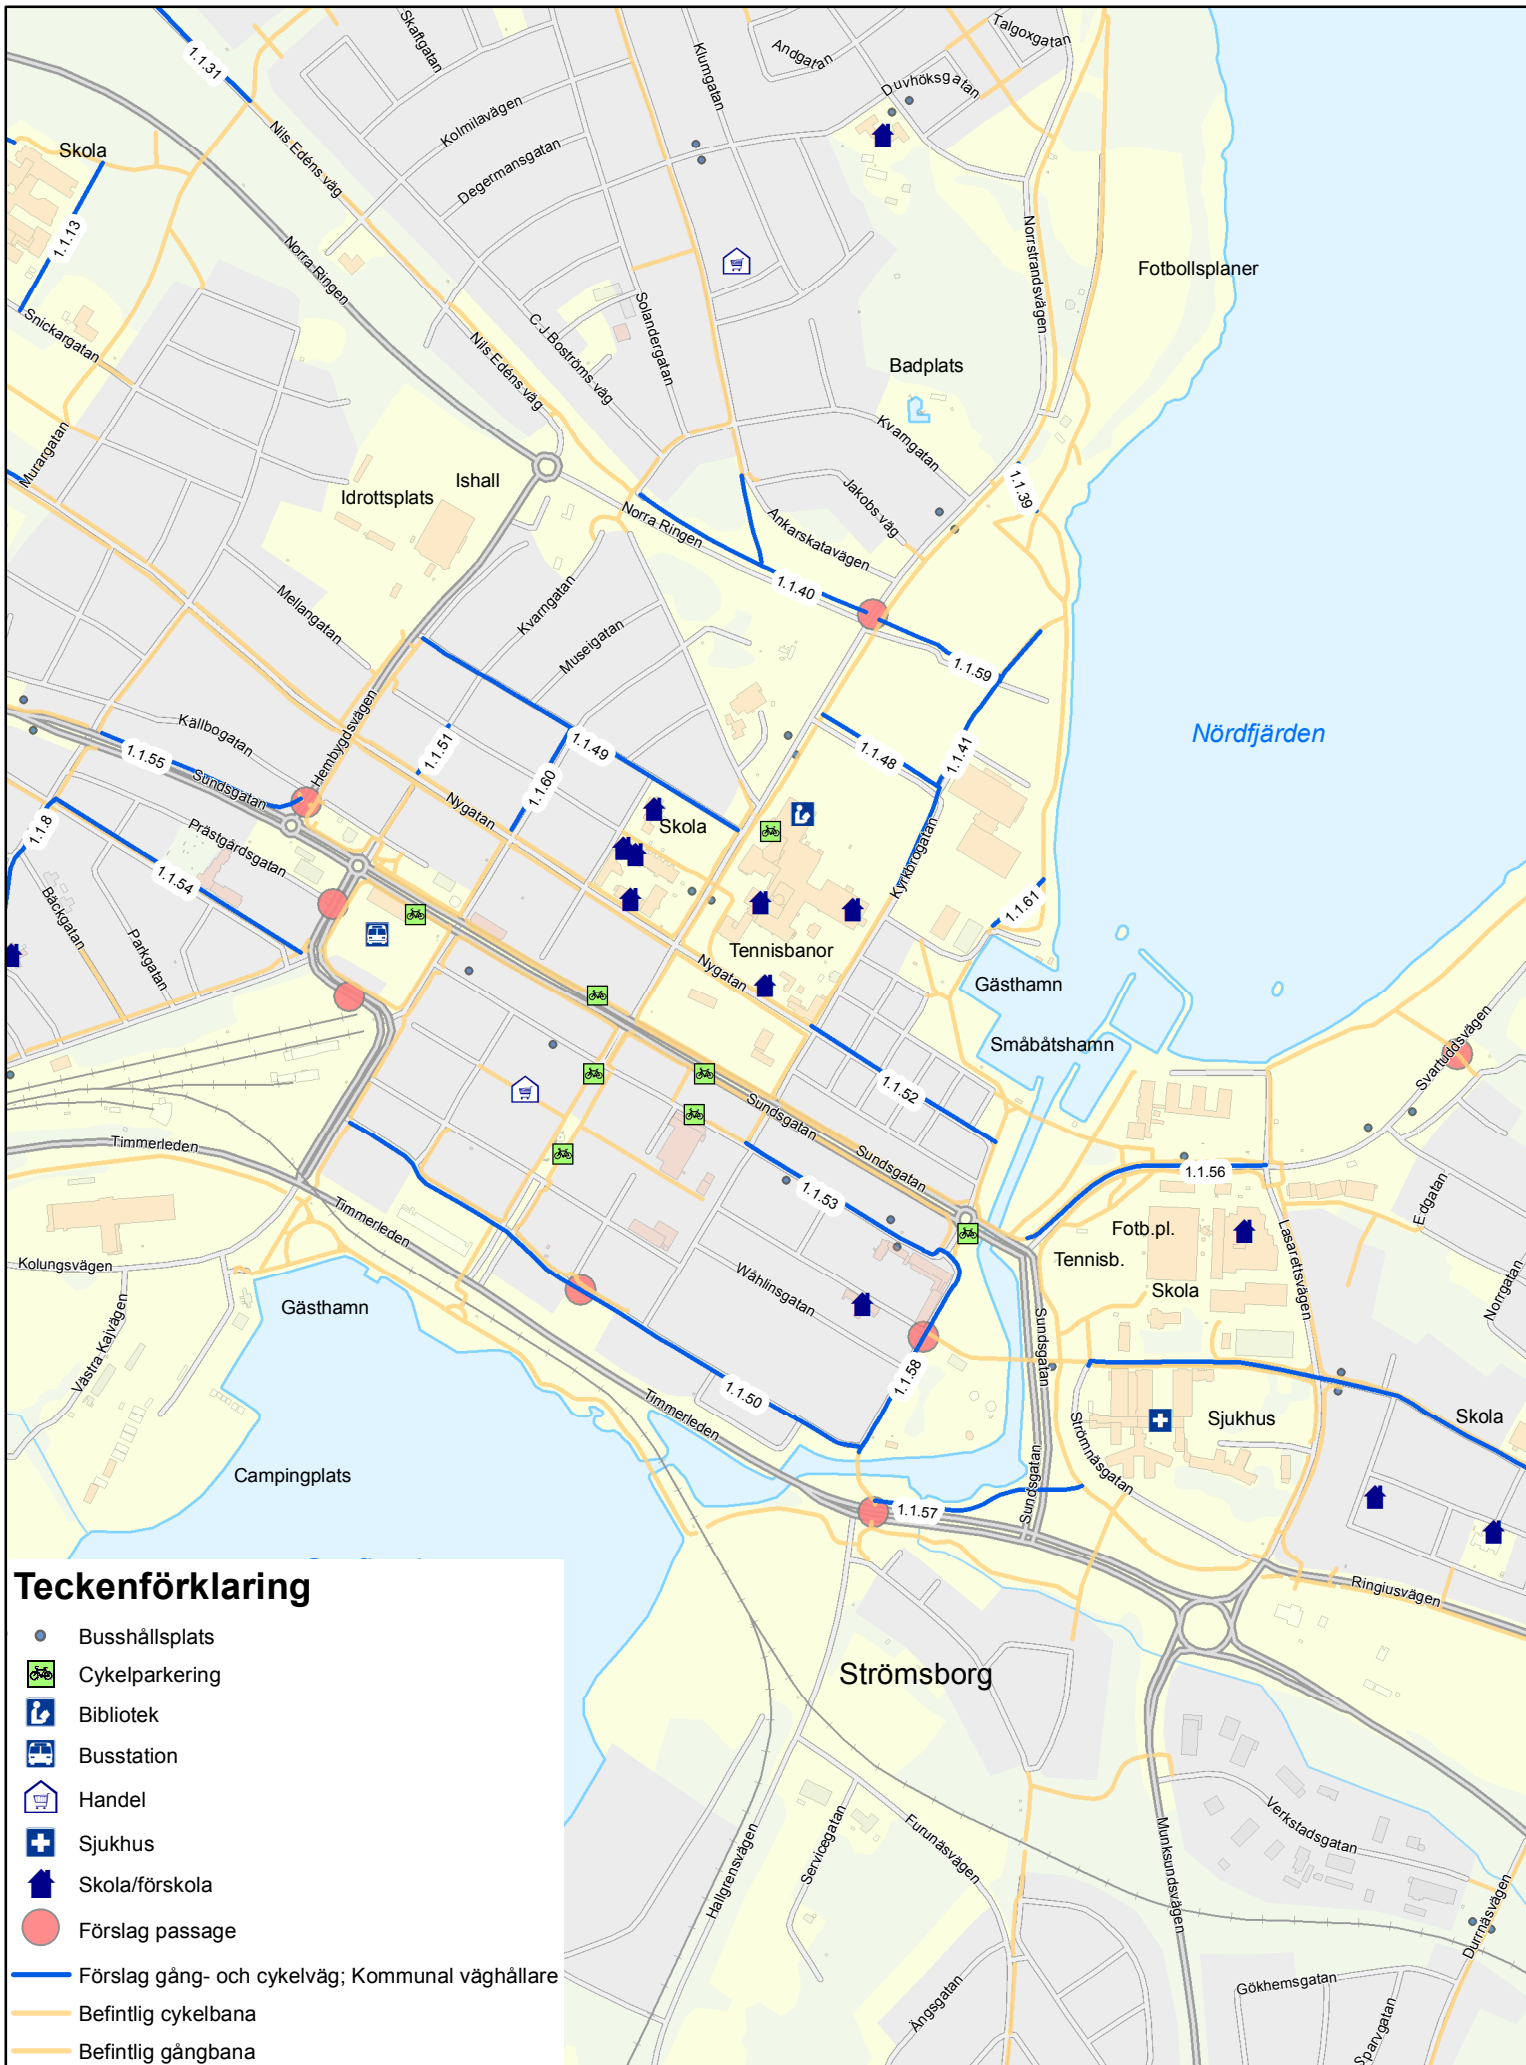 Skaftgatan
Klumgatan
Andgatan
Talgoxgatan
Duvhöksgatan
1.1.31
Kolmilavägen
Skola
Nils Edéns väg
Degermansgatan
1.1.13
Norra Ringen
Norrstrandsvägen
Fotbollsplaner
Snickargatan
Solandergatan
C J Boströms väg
Nils Edéns väg
Badplats
Kvarngatan
Murargatan
Ishall
Idrottsplats
Jakobs väg
1.1.39
Norra Ringen
Ankarskatavägen
1.1.40
Mellangatan
Kvarngatan
Museigatan
1.1.59
Källbogatan
Hembygdsvägen
1.1.51
1.1.49
1.1.48
1.1.41
Nördfjärden
1.1.55
Sundsgatan
1.1.60
Nygatan
Skola
1.1.8
Prästgårdsgatan
1.1.54
Kyrkbrogatan
1.1.61
Bäckgatan
Parkgatan
Nygatan
Tennisbanor
Gästhamn
Småbåtshamn
Svartuddsvägen
1.1.52
Sundsgatan
Timmerleden
Sundsgatan
1.1.56
1.1.53
Edgatan
Timmerleden
Fotb.pl.
Lasarettsvägen
Kolungsvägen
Tennisb.
Wåhlinsgatan
Skola
Norrgatan
Gästhamn
Västra Kajvägen
Sundsgatan
1.1.58
1.1.50
Timmerleden
Strömnäsgatan
Sjukhus
Skola
Campingplats
Sundsgatan
1.1.57
Ringiusvägen
Strömsborg
Teckenförklaring
Busshållsplats
Cykelparkering
Bibliotek
Busstation
Handel
Sjukhus
Skola/förskola
Förslag passage
Förslag gång- och cykelväg; Kommunal väghållare
Befintlig cykelbana
Befintlig gångbana
Hallgrensvägen
Servicegatan
Furunäsvägen
Munksundsvägen
Verkstadsgatan
Durrnäsvägen
Ängsgatan
Gökhemsgatan
Sparvgatan